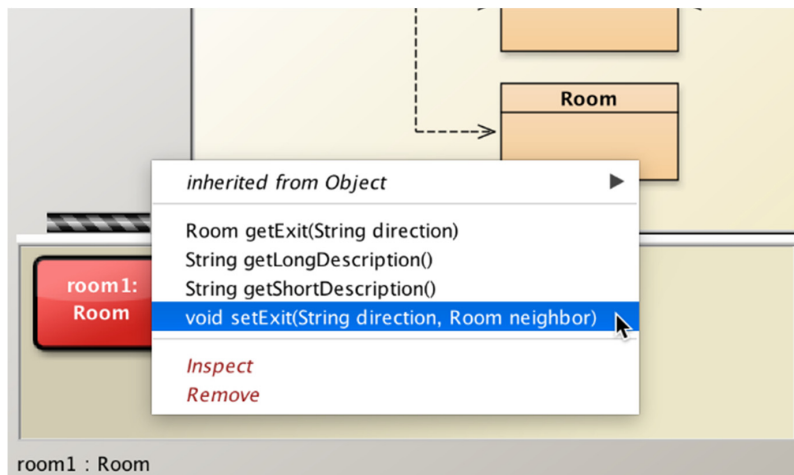 Room
inherited from Object
Room getExit(String direction)
String getLongDescription()
String getShortDescription()
void setExit(String direction, Room neighbor)
Inspect
Remove
room1:
Room
room1 : Room